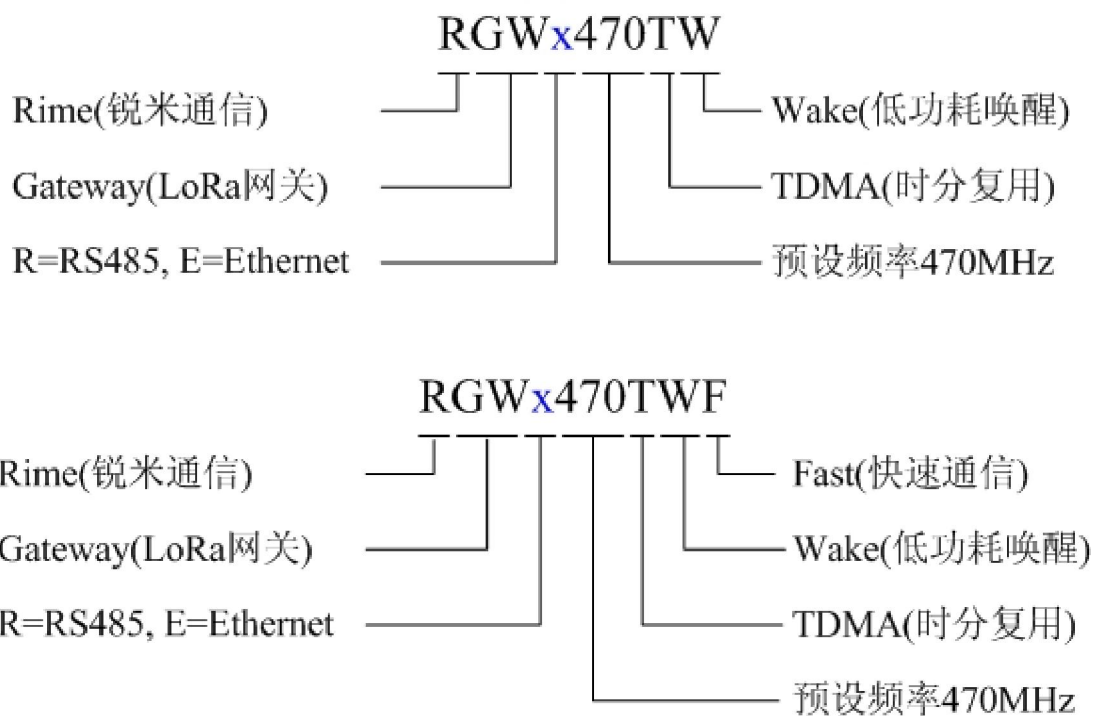 RGWx470TW
Rime(锐米通信)
Wake(低功耗唤醒)
Gateway(LoRa网关)
TDMA(时分复用)
R=RS485, E=Ethernet
预设频率470MHz
RGWx470TWF
Rime(锐米通信)
Fast(快速通信)
Gateway(LoRa网关)
Wake(低功耗唤醒)
R=RS485, E=Ethernet
TDMA(时分复用)
预设频率470MHz